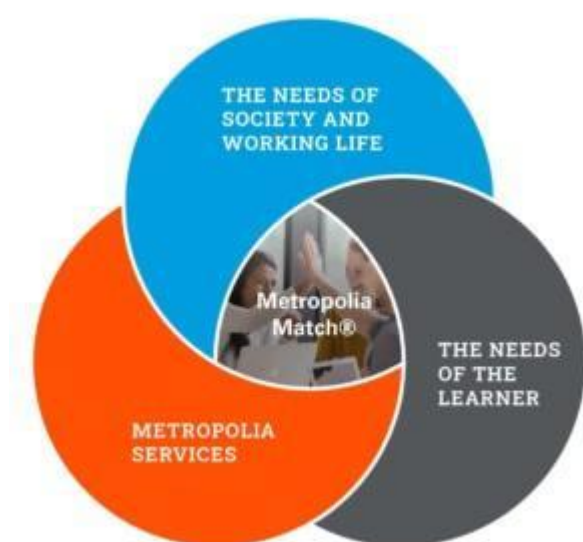 THE NEEDS OF
SOCIETY AND
WORKING LIFE
Metropolia
Match®
THE NEEDS
OF THE
LEARNER
METROPOLIA
SERVICES